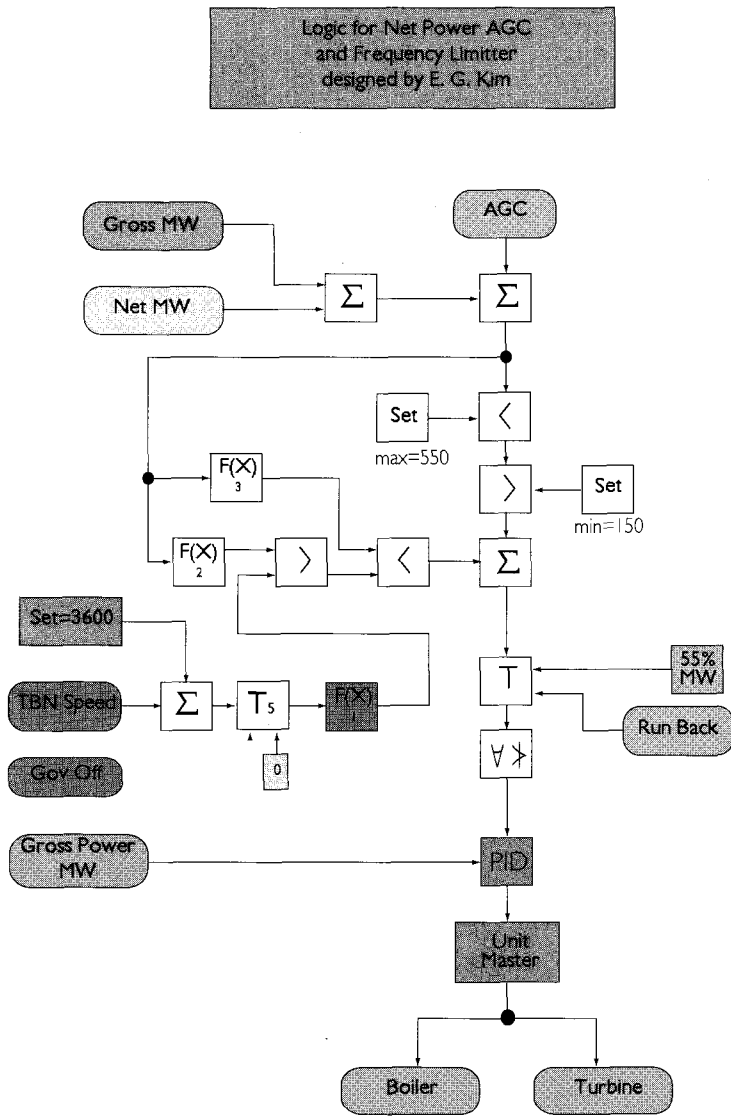 Logic for Net Power AGC
and Frequency Limitter
designed by E. G. Kim
Gross MW
AGC
Net MW
Σ
Σ
Set
<
max=550
F(X)
3
>
Set
min=150
F(X)
2
>
<
Σ
Set=3600
55%
MW
TBN Speed
Σ
T5
F(X)
1
T
Run Back
Gov Off
0
Gross Power
MW
PID
Unit
Master
Boiler
Turbine